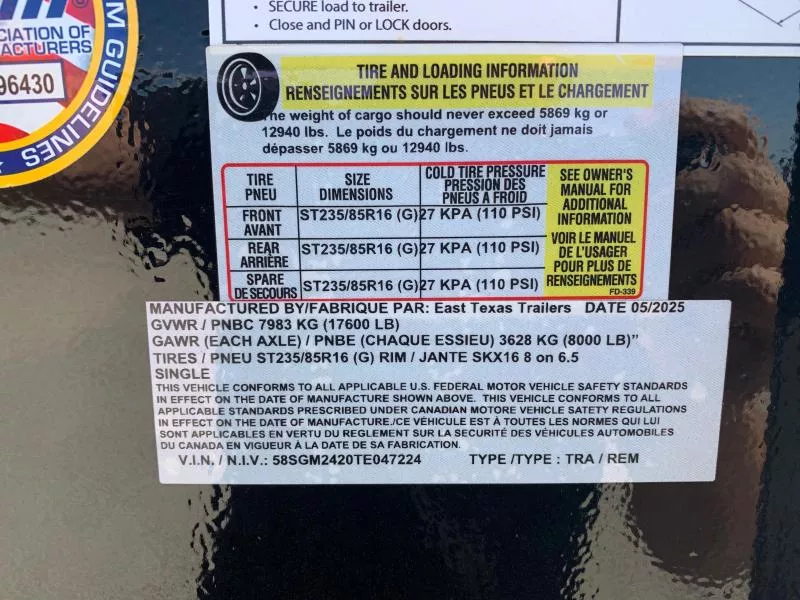 • SECURE load to trailer.
• Close and PIN or LOCK doors.
CIATION OF
ACTURERS
96430
M GUIDELINES
TIRE AND LOADING INFORMATION
RENSEIGNEMENTS SUR LES PNEUS ET LE CHARGEMENT
The weight of cargo should never exceed 5869 kg or
12940 lbs. Le poids du chargement ne doit jamais
dépasser 5869 kg ou 12940 lbs.
TIRE PNEU
SIZE DIMENSIONS
COLD TIRE PRESSURE PRESSION DES PNEUS A FROID
FRONT AVANT ST235/85R16 (G) 27 KPA (110 PSI)
REAR ARRIÈRE ST235/85R16 (G) 27 KPA (110 PSI)
SPARE DE SECOURS ST235/85R16 (G) 27 KPA (110 PSI)
SEE OWNER'S
MANUAL FOR
ADDITIONAL
INFORMATION
VOIR LE MANUEL
DE L'USAGER
POUR PLUS DE
RENSEIGNEMENTS
FD-339
MANUFACTURED BY/FABRIQUE PAR: East Texas Trailers DATE 05/2025
GVWR / PNBC 7983 KG (17600 LB)
GAWR (EACH AXLE) / PNBE (CHAQUE ESSIEU) 3628 KG (8000 LB)"
TIRES / PNEU ST235/85R16 (G) RIM / JANTE SKX16 8 on 6.5
SINGLE
THIS VEHICLE CONFORMS TO ALL APPLICABLE U.S. FEDERAL MOTOR VEHICLE SAFETY STANDARDS
IN EFFECT ON THE DATE OF MANUFACTURE SHOWN ABOVE. THIS VEHICLE CONFORMS TO ALL
APPLICABLE STANDARDS PRESCRIBED UNDER CANADIAN MOTORE VEHICLE SATETY REGULATIONS
IN EFFECT ON THE DATE OF MANUFACTURE./CE VÉHICULE EST À TOUTES LES NORMES QUI LUI
SONT APPLICABLES EN VERTU DU REGLEMENT SUR LA SECURITÉ DES VÉHICULES AUTOMOBILES
DU CANADA EN VIGUEUR À LA DATE DE SA FABRICATION.
V.I.N. / N.I.V.: 58SGM2420TE047224 TYPE /TYPE : TRA / REM